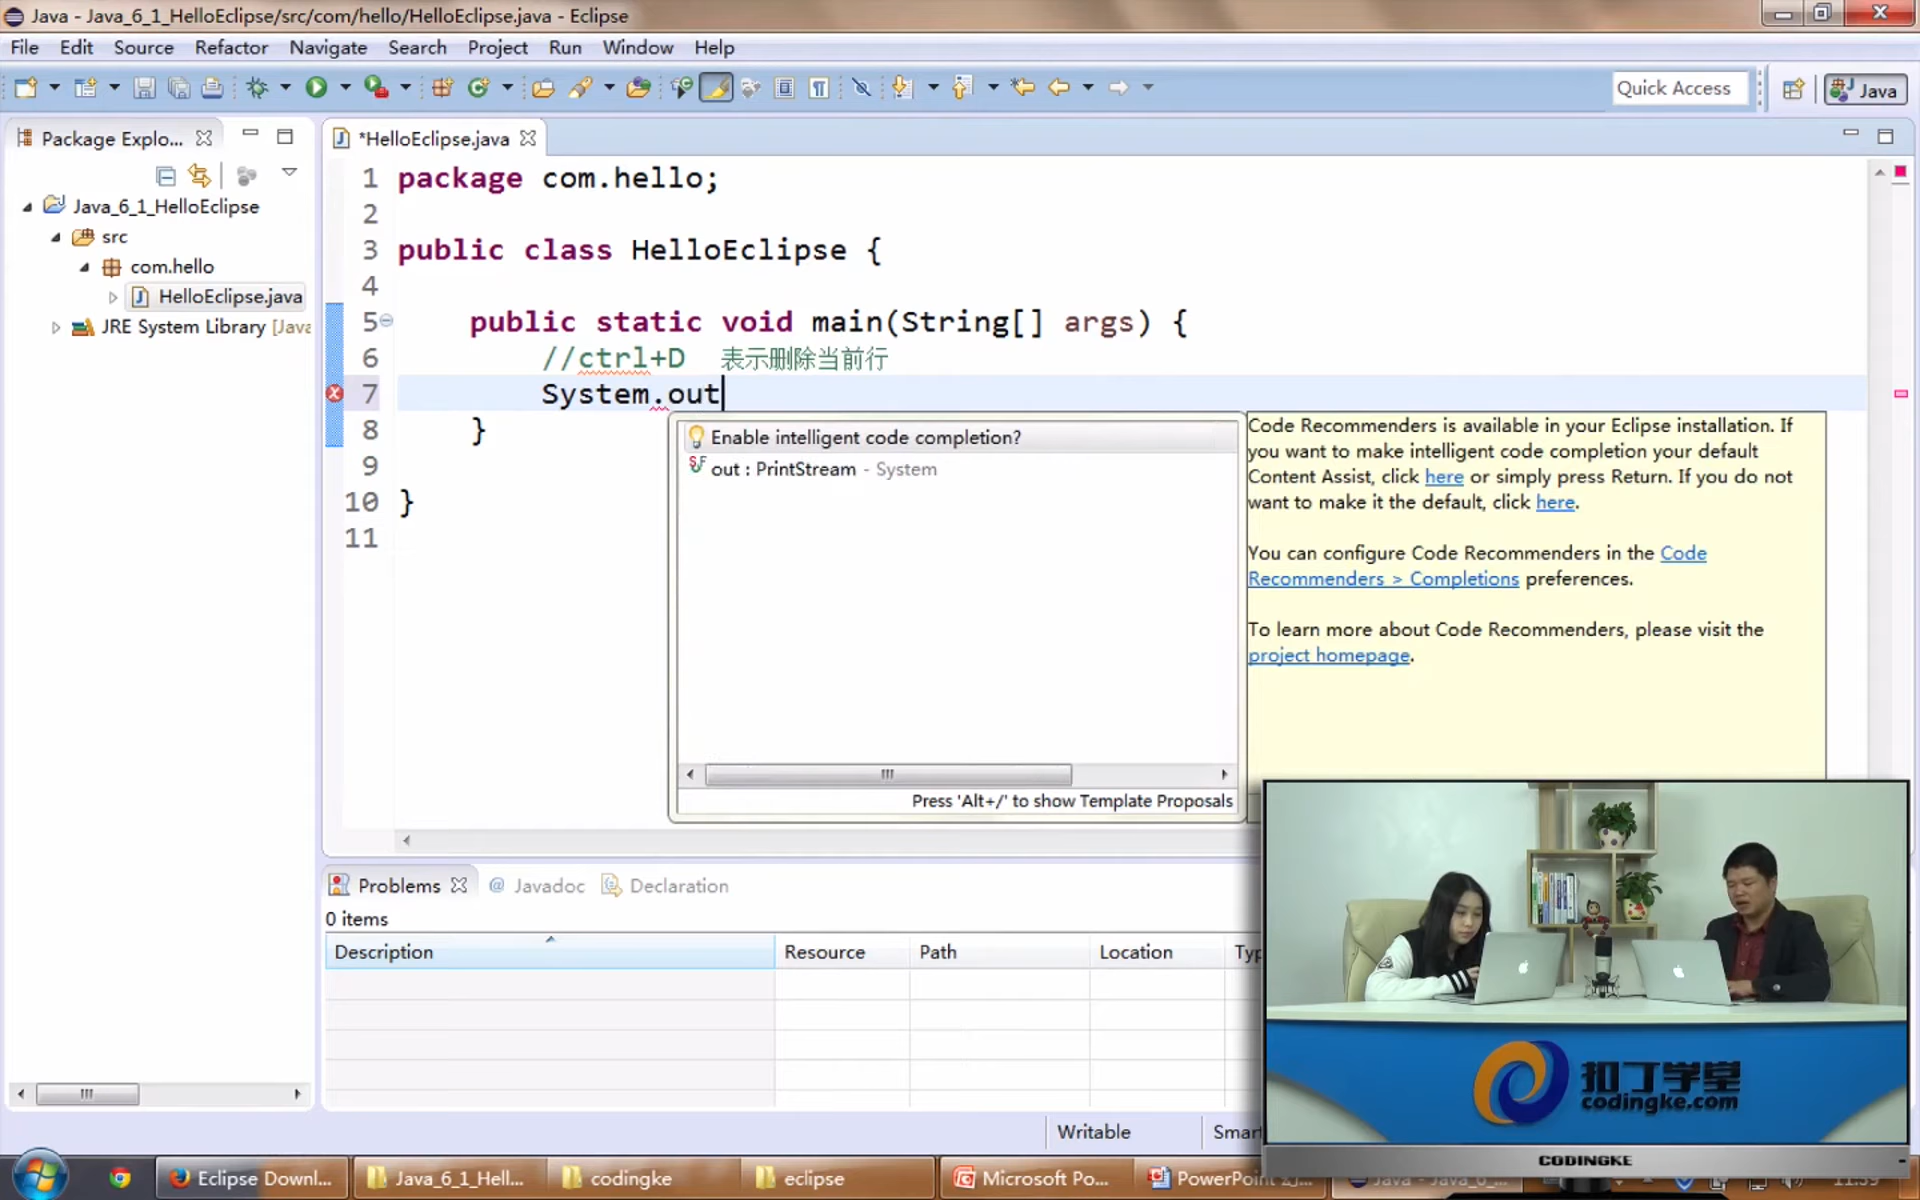 Java - Java_6_1_HelloEclipse/src/com/hello/HelloEclipse.java - Eclipse
File Edit Source Refactor Navigate Search Project Run Window Help
Quick Access
Java
Package Explo...
*HelloEclipse.java
Java_6_1_HelloEclipse
src
com.hello
HelloEclipse.java
JRE System Library [Java
1 package com.hello;
2
3 public class HelloEclipse {
4
5 public static void main(String[] args) {
6 //ctrl+D 表示删除当前行
7 System.out
8 }
9
10 }
11
Enable intelligent code completion?
out : PrintStream - System
Press 'Alt+/' to show Template Proposals
Code Recommenders is available in your Eclipse installation. If
you want to make intelligent code completion your default
Content Assist, click here or simply press Return. If you do not
want to make it the default, click here.
You can configure Code Recommenders in the Code
Recommenders > Completions preferences.
To learn more about Code Recommenders, please visit the
project homepage.
Problems @ Javadoc Declaration
0 items
Description Resource Path Location Typ
Writable Smar
扣丁学堂
codingke.com
CODINGKE
Eclipse Downl... Java_6_1_Hell... codingke eclipse Microsoft Po... PowerPoint